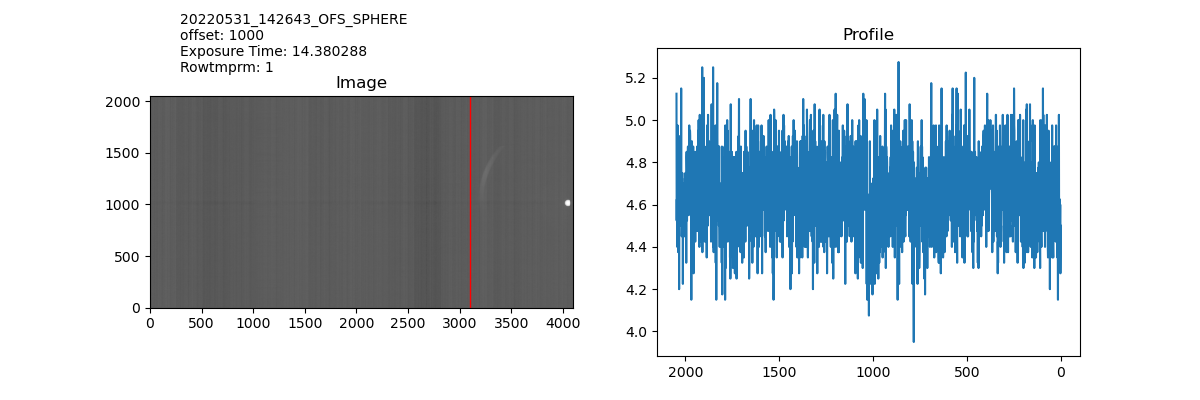 20220531_142643_OFS_SPHERE
offset: 1000
Exposure Time: 14.380288
Rowtmprm: 1
Image
2000
1500
1000
500
0
0 500 1000 1500 2000 2500 3000 3500 4000
Profile
5.2
5.0
4.8
4.6
4.4
4.2
4.0
2000 1500 1000 500 0